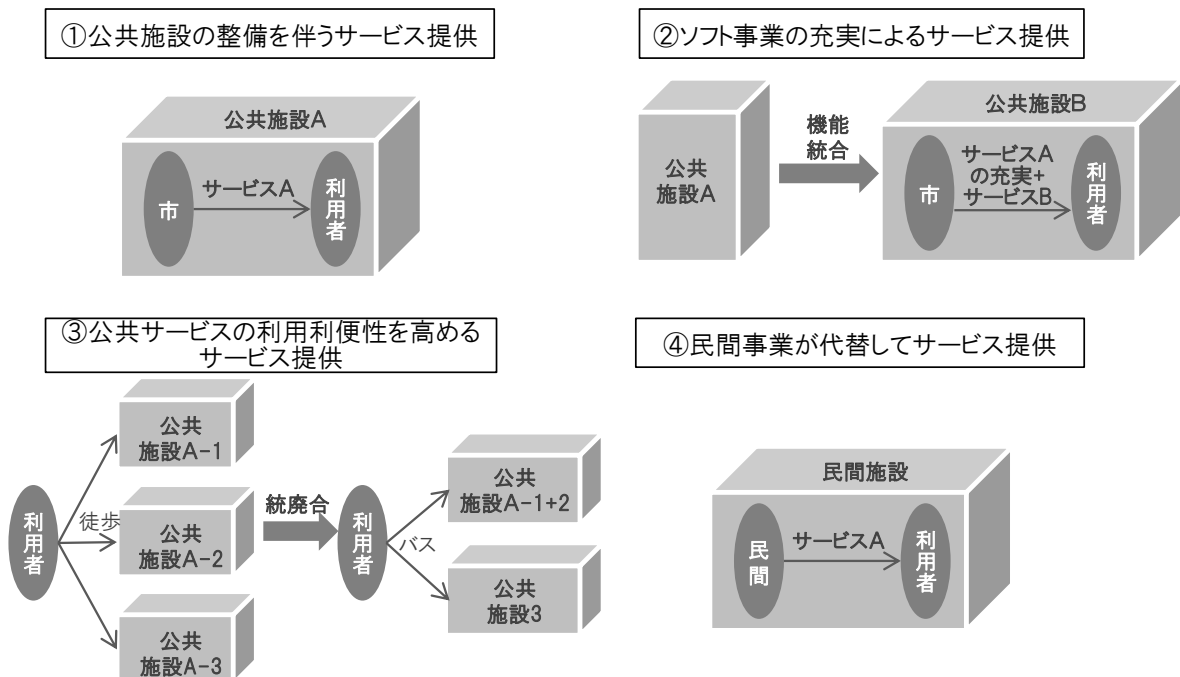 ①公共施設の整備を伴うサービス提供
公共施設A
市
サービスA
利用者
②ソフト事業の充実によるサービス提供
公共
施設A
機能
統合
公共施設B
市
サービスA
の充実+
サービスB
利用者
③公共サービスの利用利便性を高める
サービス提供
利用者
徒歩
公共
施設A-1
公共
施設A-2
公共
施設A-3
統廃合
利用者
バス
公共
施設A-1+2
公共
施設3
④民間事業が代替してサービス提供
民間施設
民間
サービスA
利用者